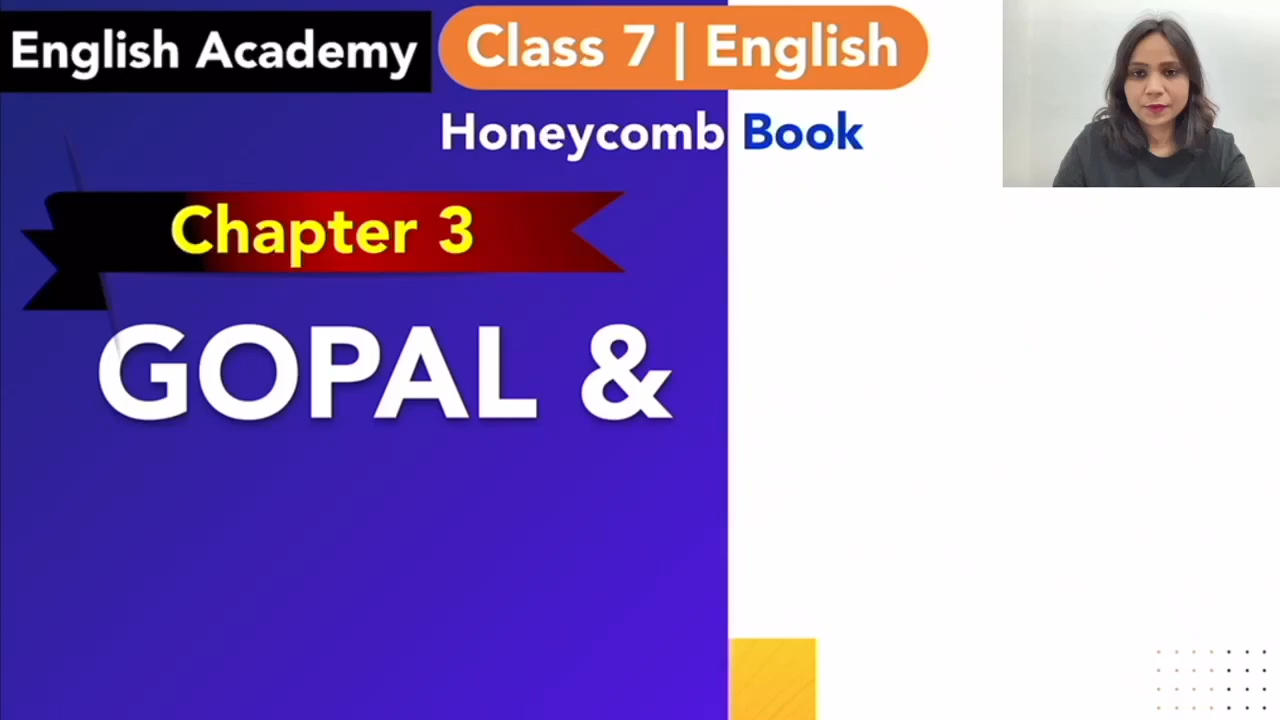 English Academy
Class 7 | English
Honeycomb Book
Chapter 3
GOPAL &